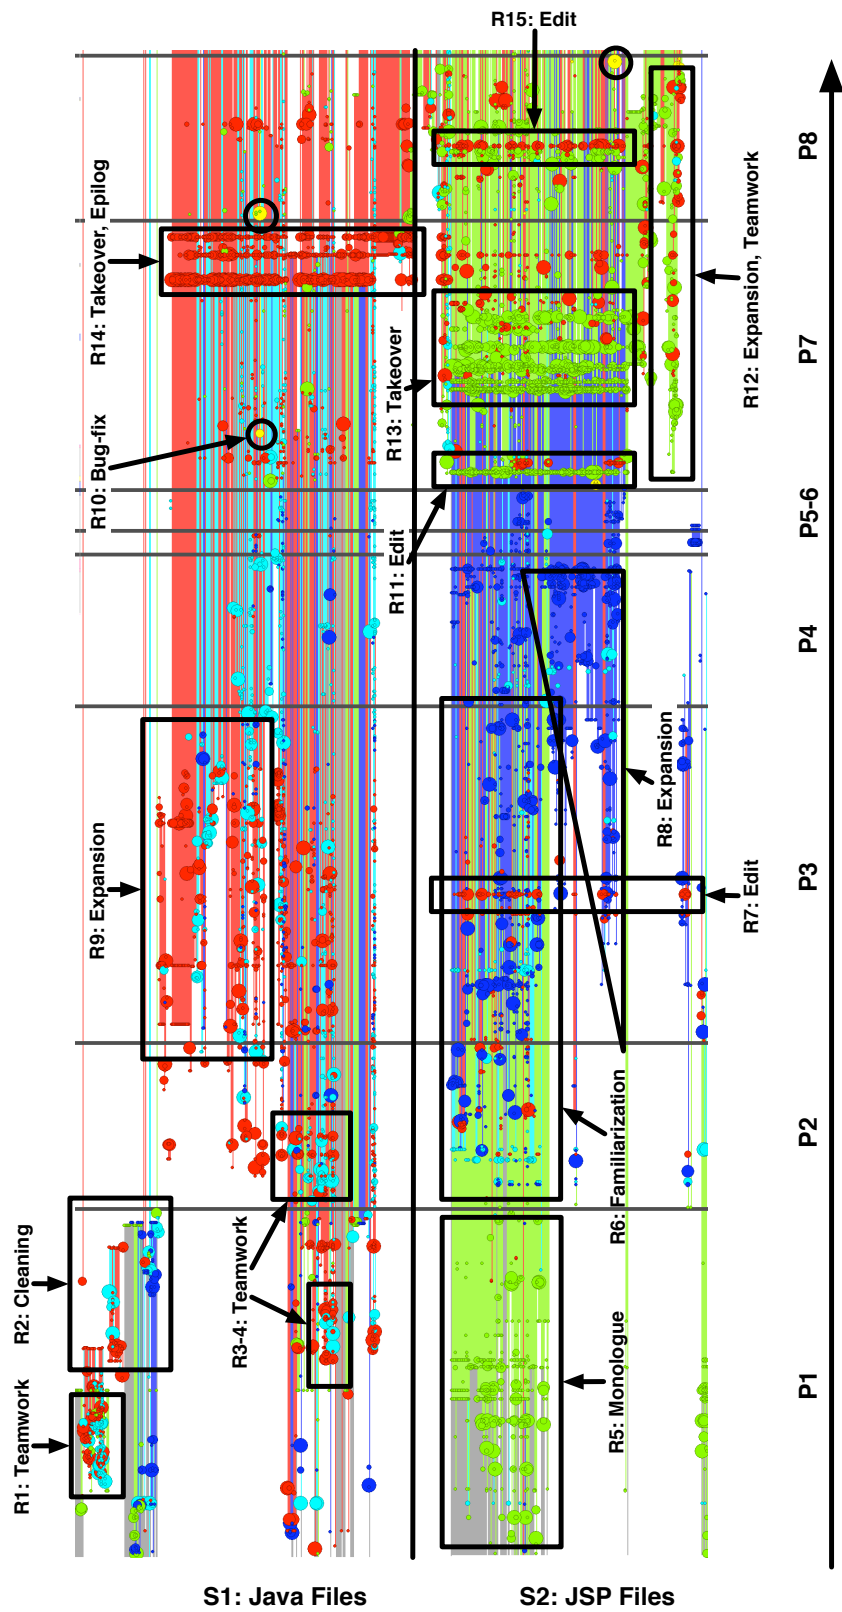 R15: Edit
P8
R14: Takeover, Epilog
R12: Expansion, Teamwork
P7
R13: Takeover
R10: Bug-fix
P5-6
R11: Edit
P4
R8: Expansion
R9: Expansion
P3
R7: Edit
P2
R6: Familiarization
R2: Cleaning
R3-4: Teamwork
P1
R5: Monologue
R1: Teamwork
S1: Java Files
S2: JSP Files